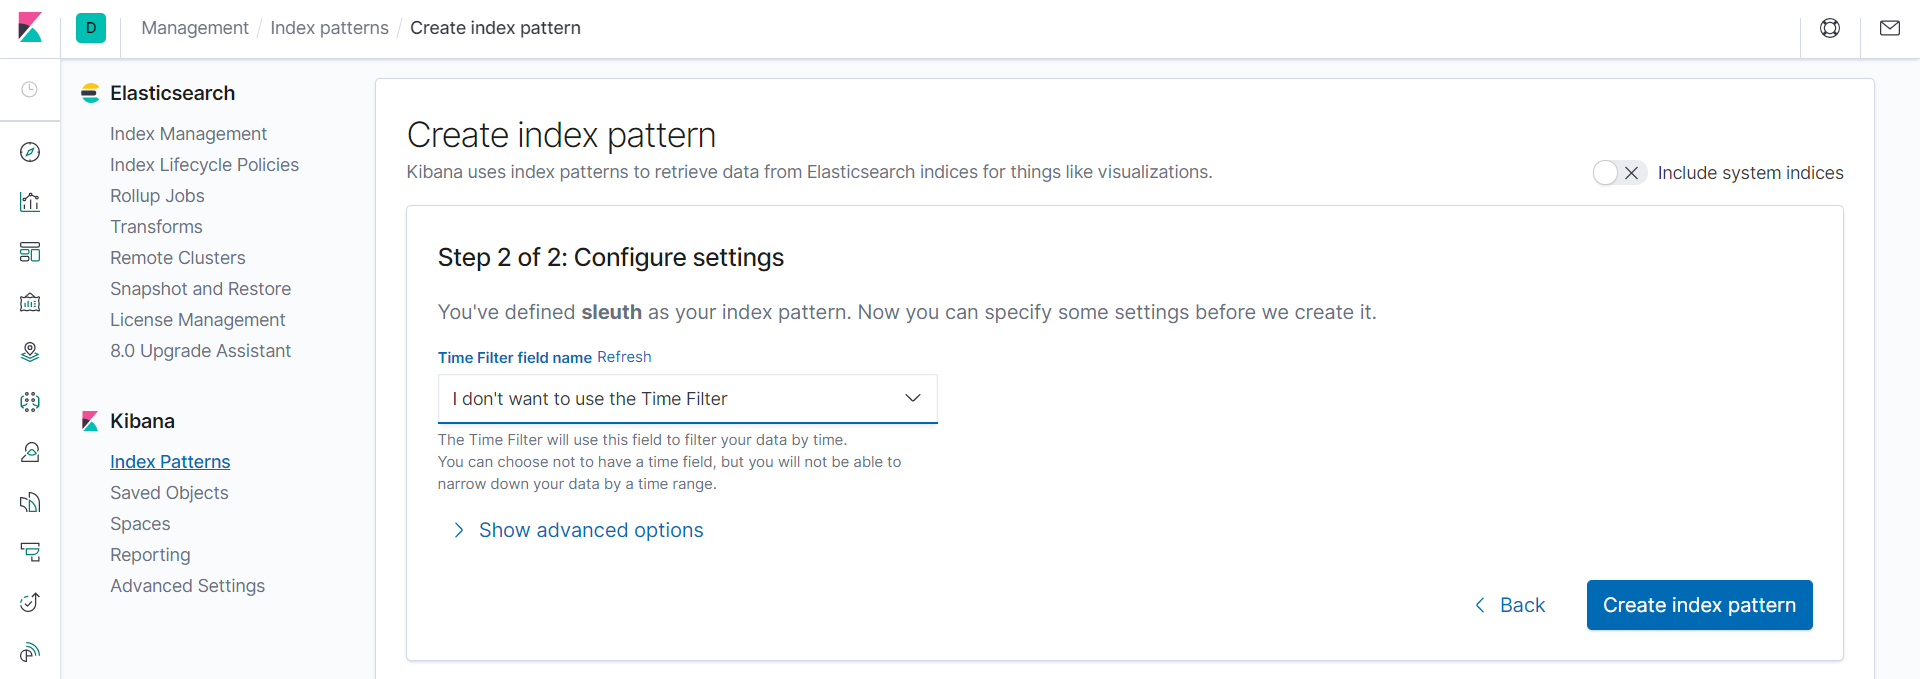 D
Management / Index patterns / Create index pattern
Elasticsearch
Index Management
Index Lifecycle Policies
Rollup Jobs
Transforms
Remote Clusters
Snapshot and Restore
License Management
8.0 Upgrade Assistant
Kibana
Index Patterns
Saved Objects
Spaces
Reporting
Advanced Settings
Create index pattern
Kibana uses index patterns to retrieve data from Elasticsearch indices for things like visualizations.
Include system indices
Step 2 of 2: Configure settings
You've defined sleuth as your index pattern. Now you can specify some settings before we create it.
Time Filter field name Refresh
I don't want to use the Time Filter
The Time Filter will use this field to filter your data by time.
You can choose not to have a time field, but you will not be able to
narrow down your data by a time range.
Show advanced options
Back
Create index pattern